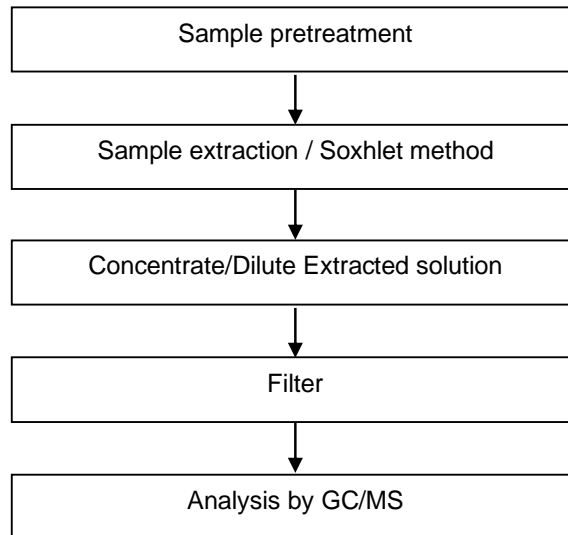 Sample pretreatment
Sample extraction / Soxhlet method
Concentrate/Dilute Extracted solution
Filter
Analysis by GC/MS